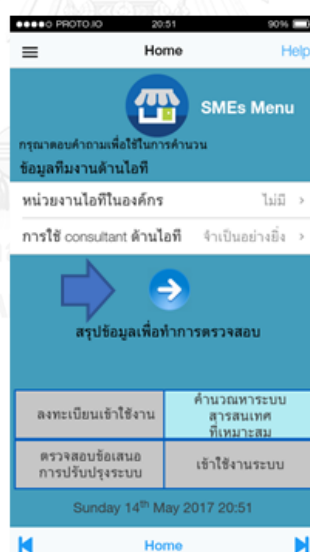 PROTO.IO 20:51 90%
Home Help
SMEs Menu
กรุณาตอบคำถามเพื่อใช้ในการคำนวน
ข้อมูลทีมงานด้านไอที
หน่วยงานไอทีในองค์กร ไม่มี
การใช้ consultant ด้านไอที จำเป็นอย่างยิ่ง
สรุปข้อมูลเพื่อทำการตรวจสอบ
ลงทะเบียนเข้าใช้งาน
คำนวณหาระบบ
สารสนเทศ
ที่เหมาะสม
ตรวจสอบข้อเสนอ
การปรับปรุงระบบ
เข้าใช้งานระบบ
Sunday 14th May 2017 20:51
Home